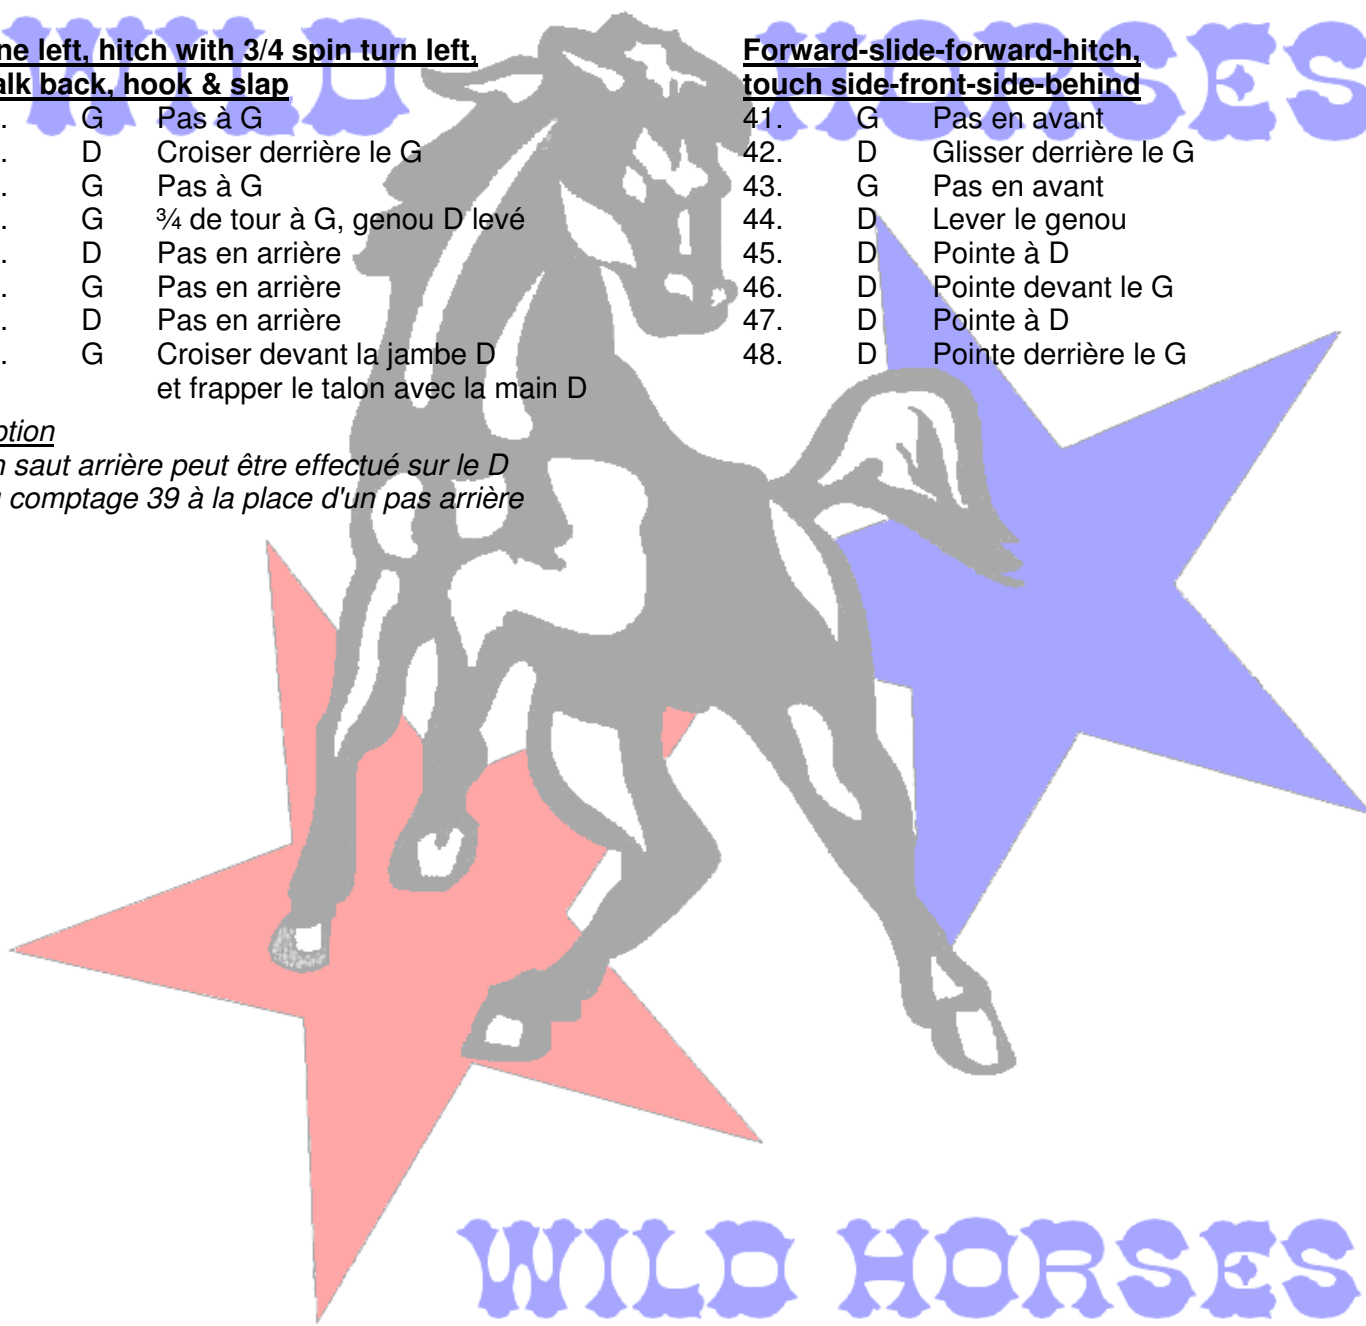 WILD HORSES
ne left, hitch with 3/4 spin turn left,
alk back, hook & slap
. G Pas à G
. D Croiser derrière le G
. G Pas à G
. G ¾ de tour à G, genou D levé
. D Pas en arrière
. G Pas en arrière
. D Pas en arrière
. G Croiser devant la jambe D
et frapper le talon avec la main D
ption
n saut arrière peut être effectué sur le D
comptage 39 à la place d'un pas arrière
Forward-slide-forward-hitch,
touch side-front-side-behind
41. G Pas en avant
42. D Glisser derrière le G
43. G Pas en avant
44. D Lever le genou
45. D Pointe à D
46. D Pointe devant le G
47. D Pointe à D
48. D Pointe derrière le G
WILD HORSES